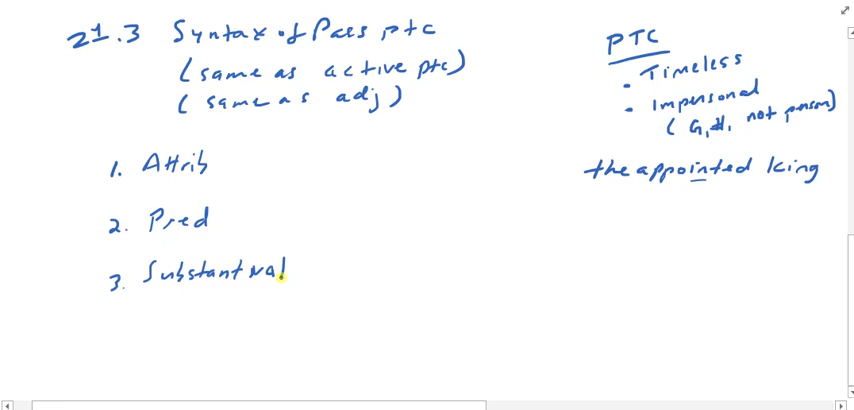 21.3 Syntax of Pass ptc
(same as active ptc)
(same as adj)
1. Attrib
2. Pred
3. Substantival
PTC
• Timeless
• Impersonal
(G, #, not person)
the appointed king